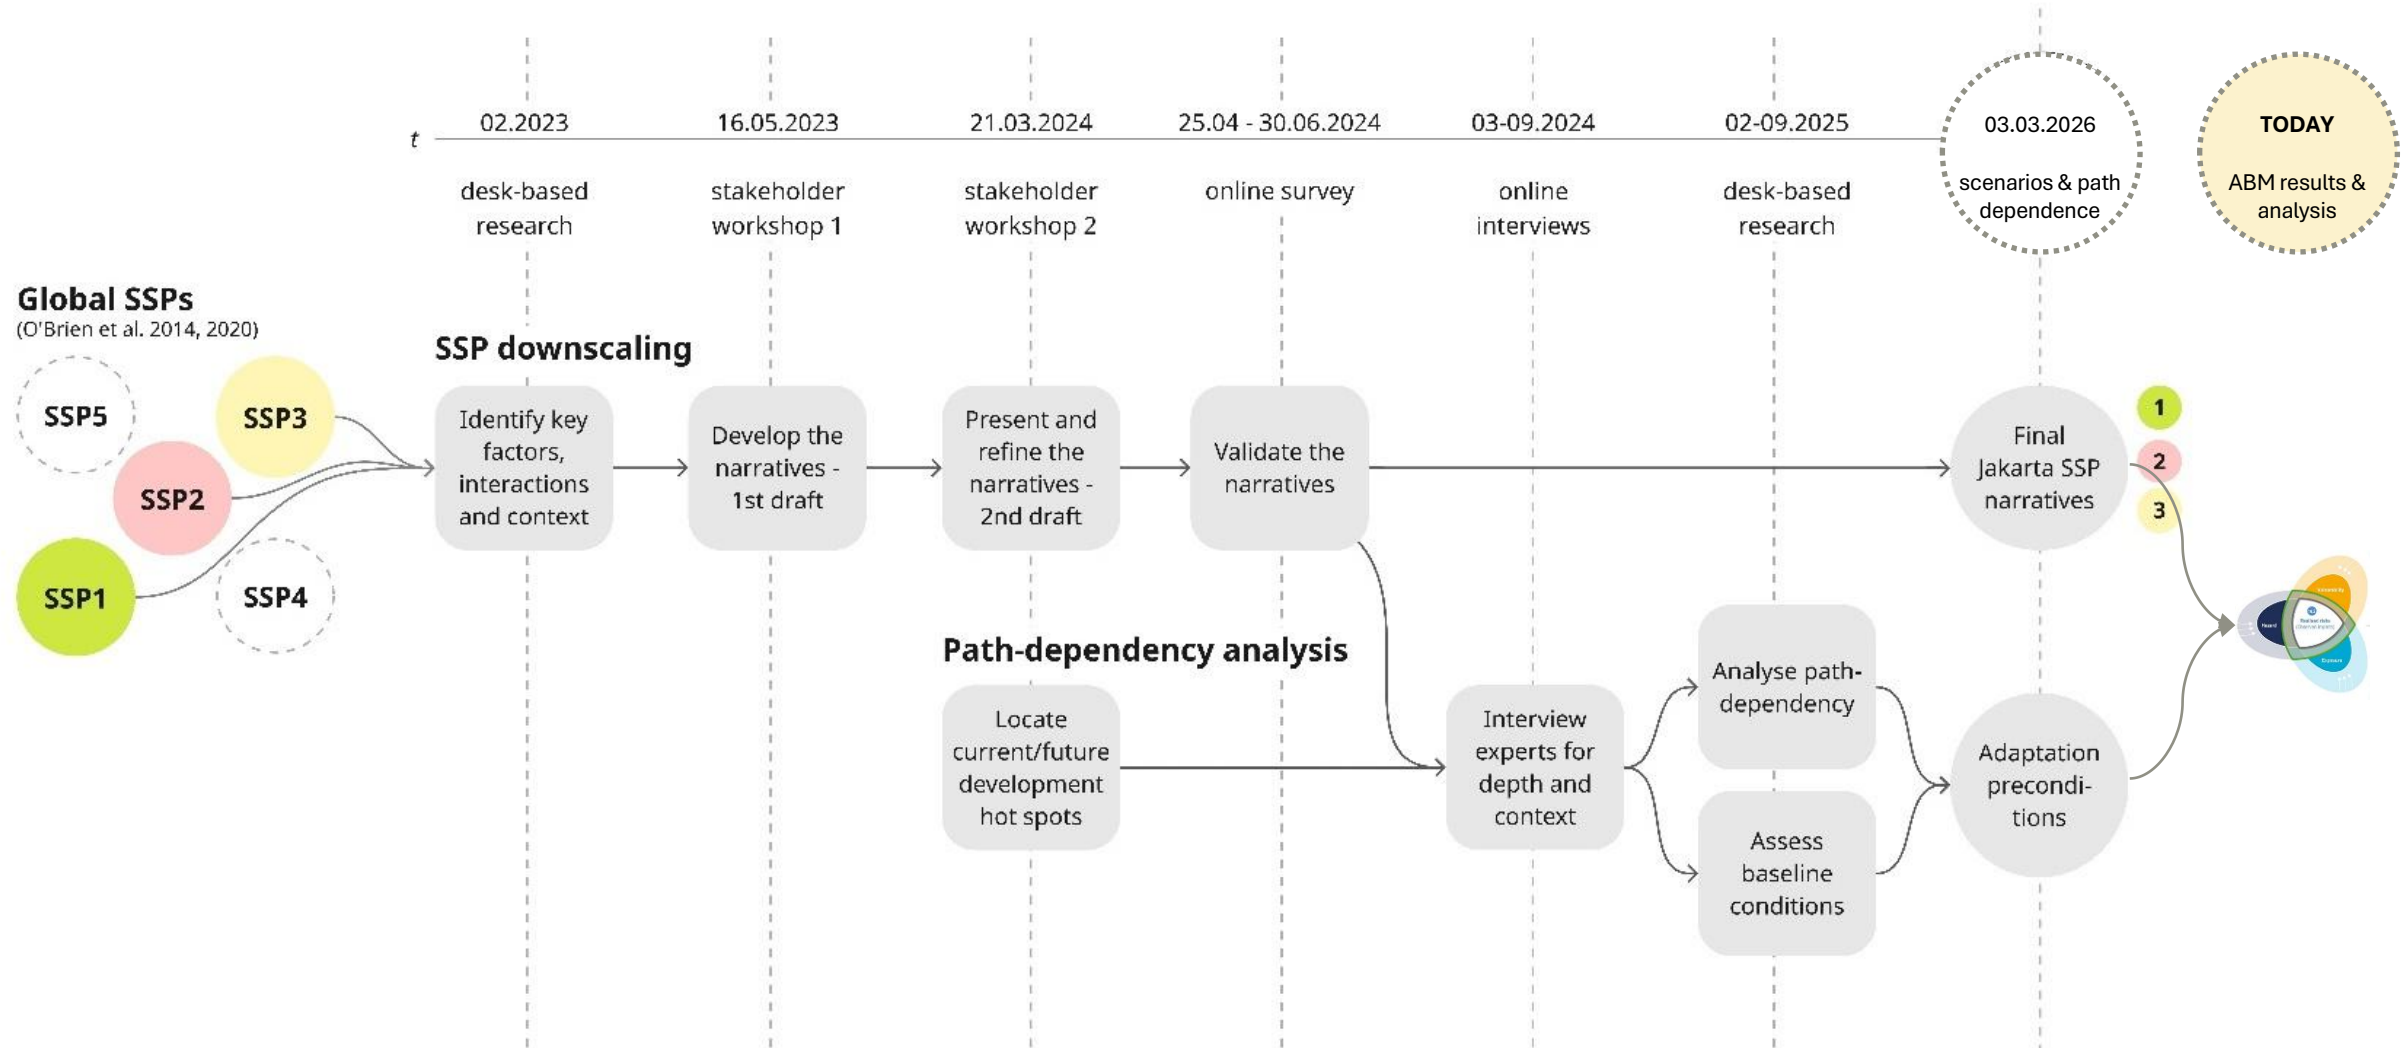 02.2023
16.05.2023
21.03.2024
25.04 - 30.06.2024
03-09.2024
02-09.2025
03.03.2026
TODAY
t
desk-based
research
stakeholder
workshop 1
stakeholder
workshop 2
online survey
online
interviews
desk-based
research
scenarios & path
dependence
ABM results &
analysis
Global SSPs
(O'Brien et al. 2014, 2020)
SSP5
SSP3
SSP2
SSP1
SSP4
SSP downscaling
Identify key
factors,
interactions
and context
Develop the
narratives -
1st draft
Present and
refine the
narratives -
2nd draft
Validate the
narratives
Final
Jakarta SSP
narratives
1
2
3
Path-dependency analysis
Locate
current/future
development
hot spots
Interview
experts for
depth and
context
Analyse path-
dependency
Assess
baseline
conditions
Adaptation
precondi-
tions